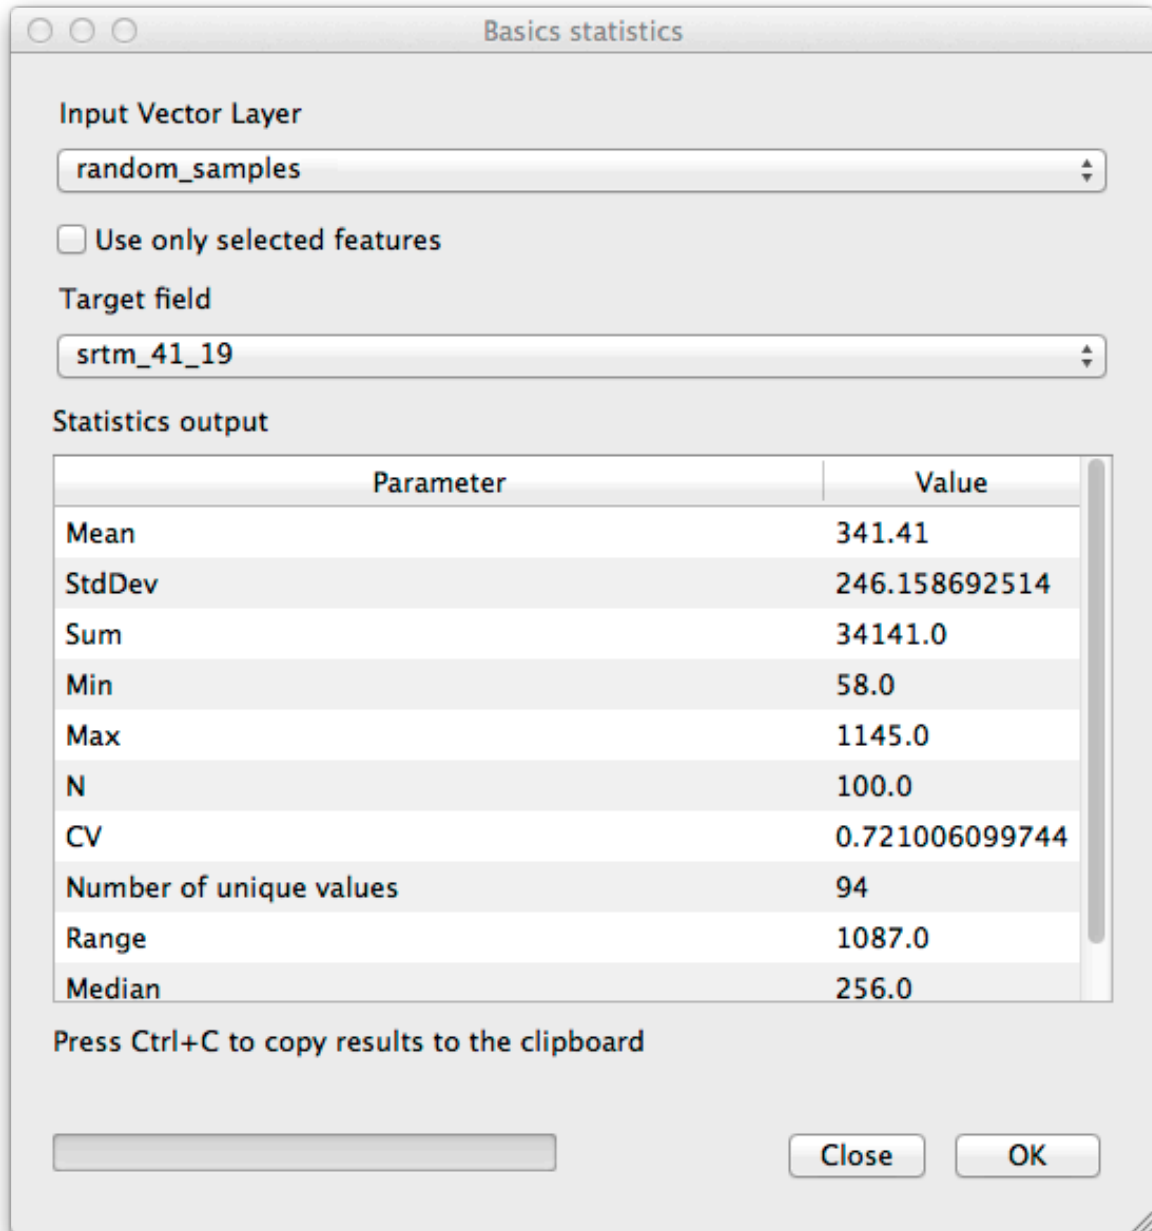 Basics statistics
Input Vector Layer
random_samples
Use only selected features
Target field
srtm_41_19
Statistics output
Parameter Value
Mean 341.41
StdDev 246.158692514
Sum 34141.0
Min 58.0
Max 1145.0
N 100.0
CV 0.721006099744
Number of unique values 94
Range 1087.0
Median 256.0
Press Ctrl+C to copy results to the clipboard
Close OK